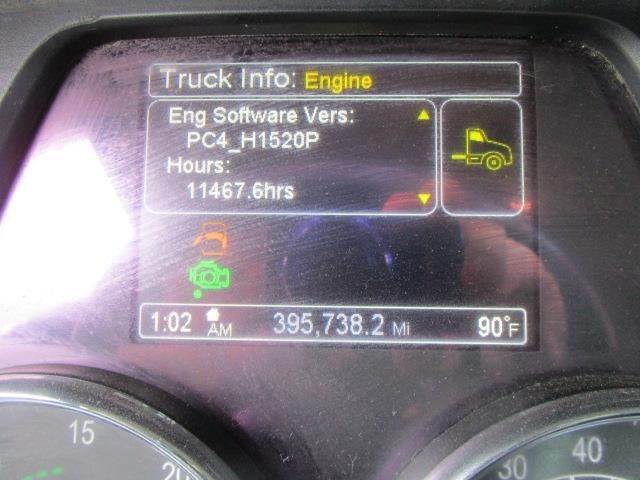 Truck Info: Engine
Eng Software Vers:
PC4_H1520P
Hours:
11467.6hrs
1:02 AM 395,738.2 Mi 90°F
15
20
30
40